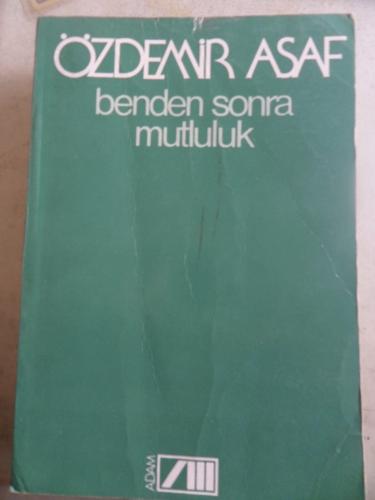 ÖZDEMİR ASAF
benden sonra
mutluluk
ADAM